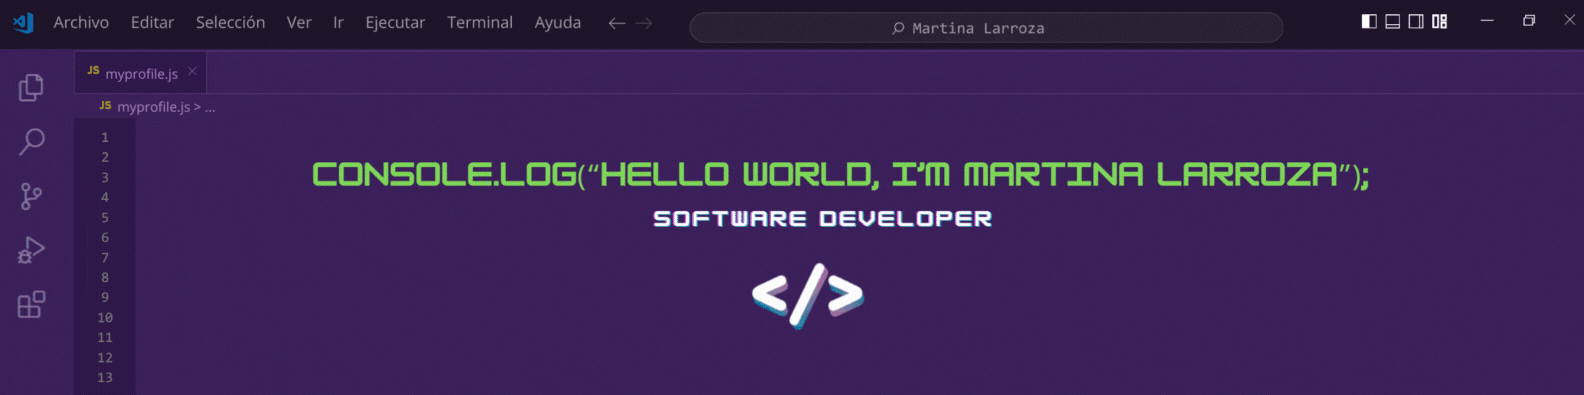 Archivo Editar Selección Ver Ir Ejecutar Terminal Ayuda Martina Larroza
JS myprofile.js
JS myprofile.js > ...
1
2
3
4
5
6
7
8
9
10
11
12
13
CONSOLE.LOG(“HELLO WORLD, I’M MARTINA LARROZA”);
SOFTWARE DEVELOPER
</>